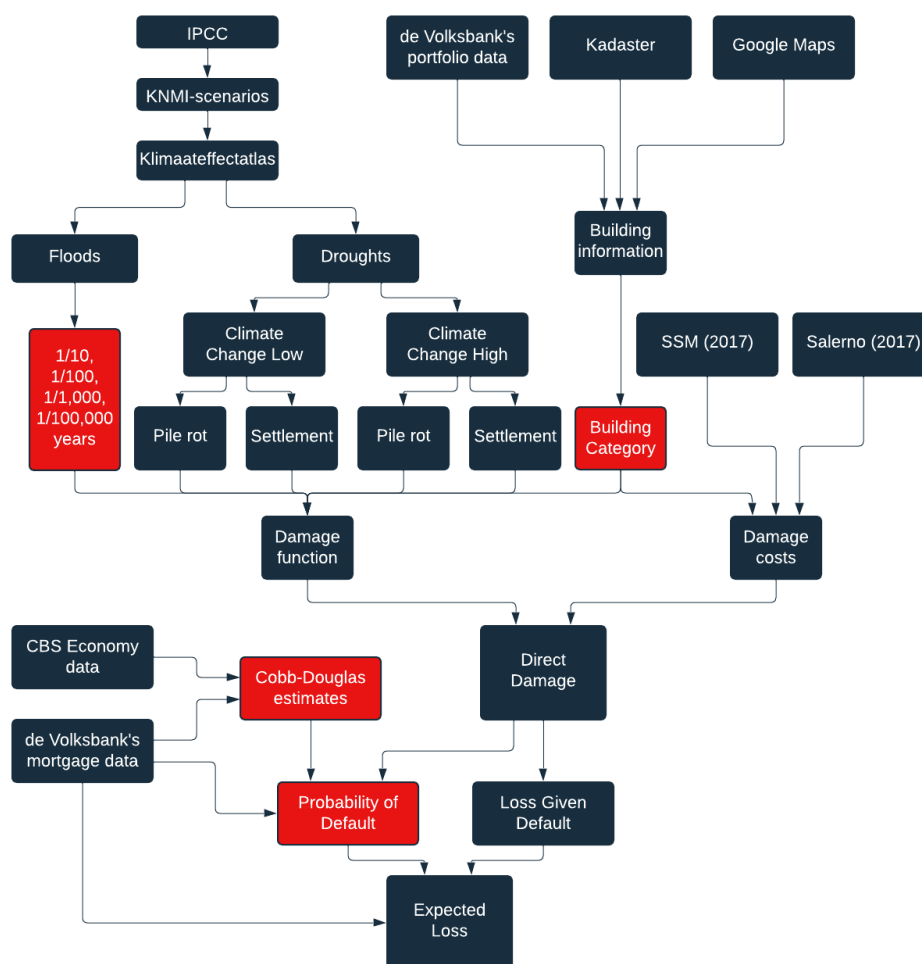 IPCC
de Volksbank's
portfolio data
Kadaster
Google Maps
KNMI-scenarios
Klimaateffectatlas
Floods
Droughts
Building
information
1/10,
1/100,
1/1,000,
1/100,000
years
Climate
Change Low
Climate
Change High
SSM (2017)
Salerno (2017)
Pile rot
Settlement
Pile rot
Settlement
Building
Category
Damage
function
Damage
costs
CBS Economy
data
Cobb-Douglas
estimates
Direct
Damage
de Volksbank's
mortgage data
Probability of
Default
Loss Given
Default
Expected
Loss